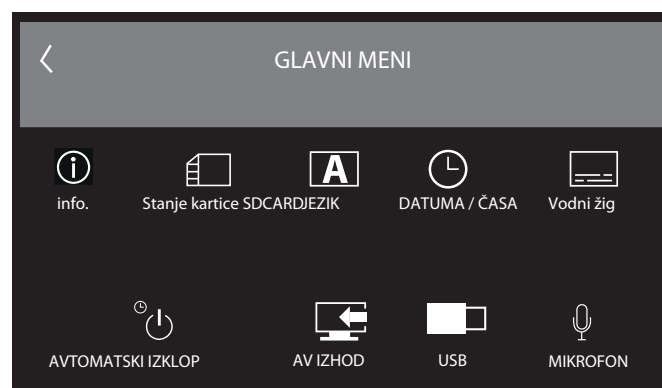 GLAVNI MENI
info. Stanje kartice SDCARDJEZIK DATUMA / ČASA Vodni žig
AVTOMATSKI IZKLOP AV IZHOD USB MIKROFON